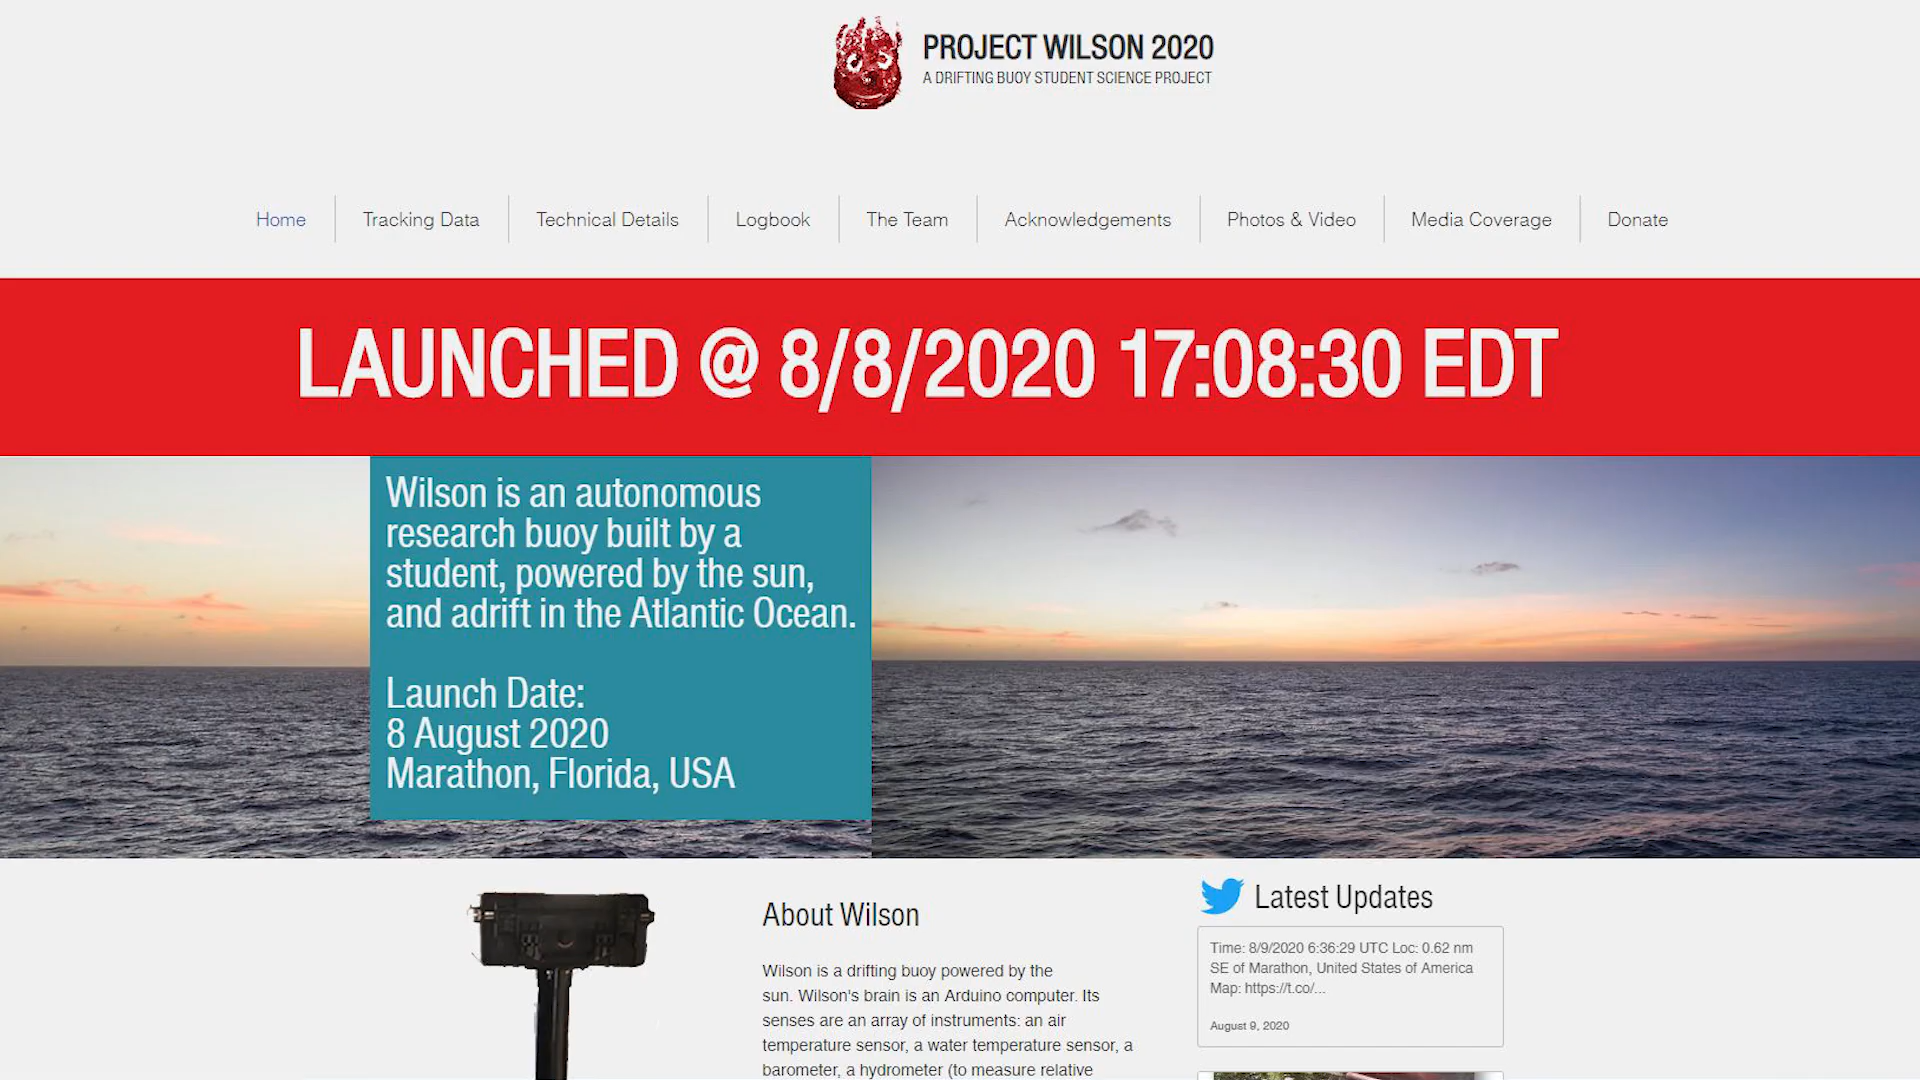 PROJECT WILSON 2020
A DRIFTING BUOY STUDENT SCIENCE PROJECT
Home
Tracking Data
Technical Details
Logbook
The Team
Acknowledgements
Photos & Video
Media Coverage
Donate
LAUNCHED @ 8/8/2020 17:08:30 EDT
Wilson is an autonomous
research buoy built by a
student, powered by the sun,
and adrift in the Atlantic Ocean.
Launch Date:
8 August 2020
Marathon, Florida, USA
About Wilson
Wilson is a drifting buoy powered by the
sun. Wilson's brain is an Arduino computer. Its
senses are an array of instruments: an air
temperature sensor, a water temperature sensor, a
barometer, a hydrometer (to measure relative
Latest Updates
Time: 8/9/2020 6:36:29 UTC Loc: 0.62 nm
SE of Marathon, United States of America
Map: https://t.co/...
August 9, 2020